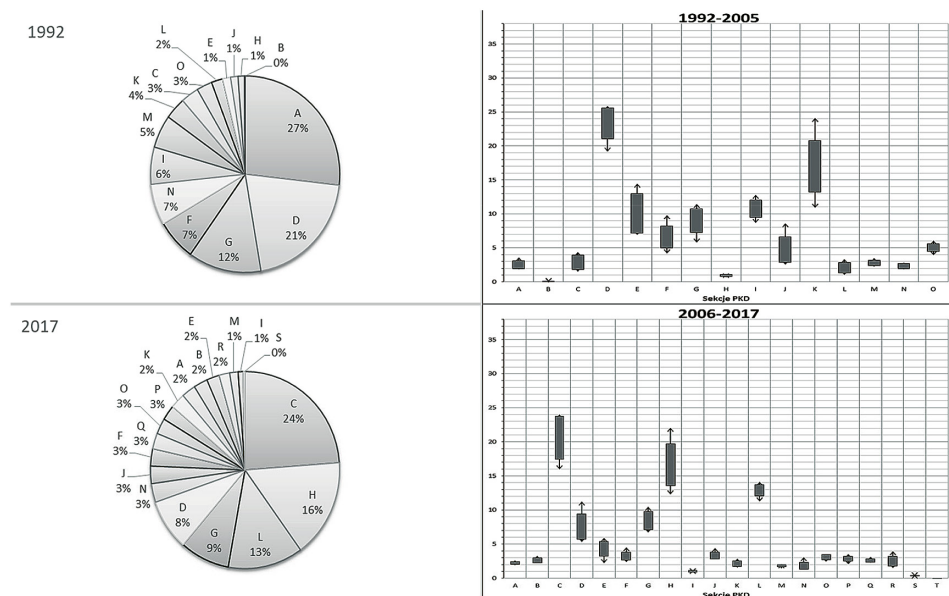 1992
A
27%
D
21%
G
12%
F
7%
N
7%
I
6%
M
5%
K
4%
C
3%
O
3%
L
2%
E
1%
J
1%
H
1%
B
0%
1992-2005
35
30
25
20
15
10
5
0
A B C D E F G H I J K L M N O
Sekcje PKD
2017
C
24%
H
16%
L
13%
G
9%
D
8%
N
3%
J
3%
F
3%
Q
3%
O
3%
P
3%
K
2%
A
2%
B
2%
E
2%
R
2%
M
1%
I
1%
S
0%
2006-2017
35
30
25
20
15
10
5
0
A B C D E F G H I J K L M N O P Q R S T
Sekcje PKD